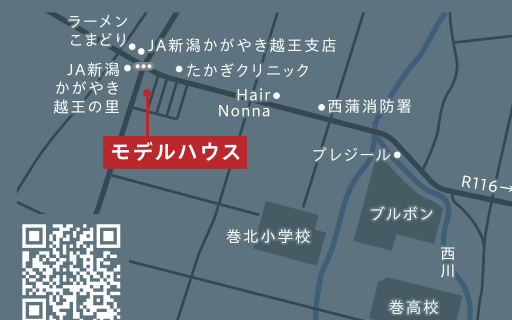 ラーメン
こまどり
JA新潟かがやき越王支店
JA新潟
かがやき
越王の里
たかぎクリニック
Hair
Nonna
西蒲消防署
モデルハウス
プレジール
R116→
ブルボン
巻北小学校
西川
巻高校